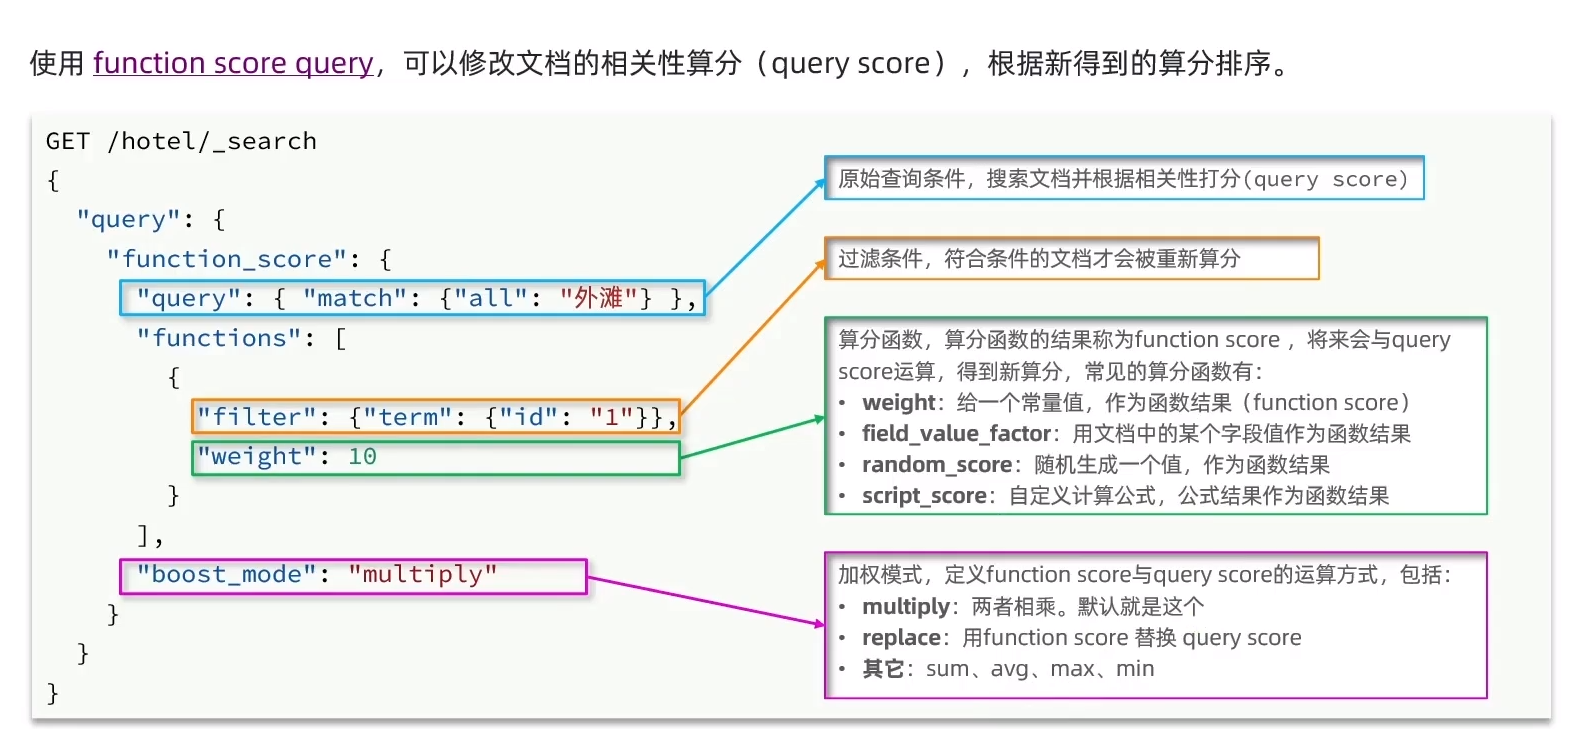 使用 function score query，可以修改文档的相关性算分（query score），根据新得到的算分排序。
GET /hotel/_search
{
"query": {
"function_score": {
"query": { "match": {"all": "外滩"} },
"functions": [
{
"filter": {"term": {"id": "1"}},
"weight": 10
}
],
"boost_mode": "multiply"
}
}
}
原始查询条件，搜索文档并根据相关性打分(query score)
过滤条件，符合条件的文档才会被重新算分
算分函数，算分函数的结果称为function score ，将来会与query
score运算，得到新算分，常见的算分函数有：
• weight：给一个常量值，作为函数结果（function score）
• field_value_factor：用文档中的某个字段值作为函数结果
• random_score：随机生成一个值，作为函数结果
• script_score：自定义计算公式，公式结果作为函数结果
加权模式，定义function score与query score的运算方式，包括：
• multiply：两者相乘。默认就是这个
• replace：用function score 替换 query score
• 其它：sum、avg、max、min